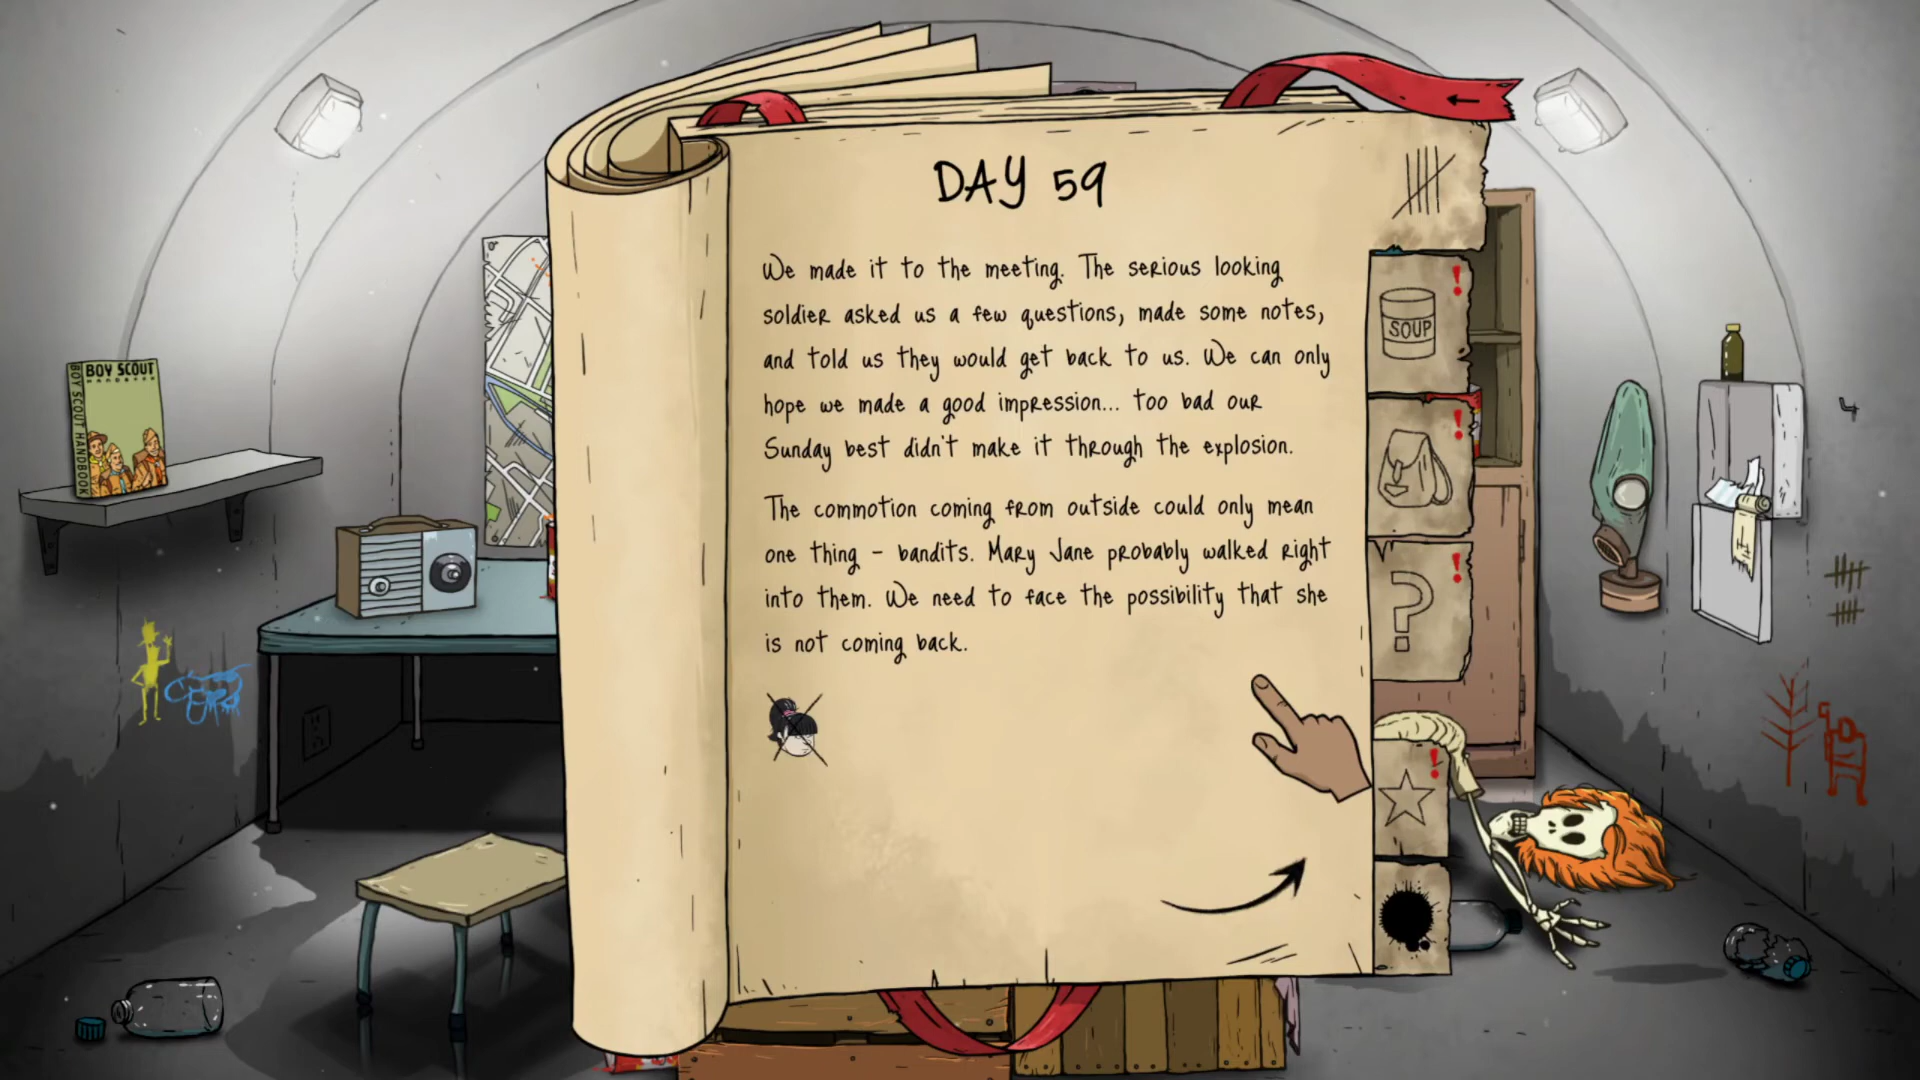 DAY 59
We made it to the meeting. The serious looking
soldier asked us a few questions, made some notes,
and told us they would get back to us. We can only
hope we made a good impression... too bad our
Sunday best didn't make it through the explosion.
The commotion coming from outside could only mean
one thing - bandits. Mary Jane probably walked right
into them. We need to face the possibility that she
is not coming back.
SOUP
!
!
?
!
!
BOY SCOUT
HANDBOOK
BOY SCOUT HANDBOOK